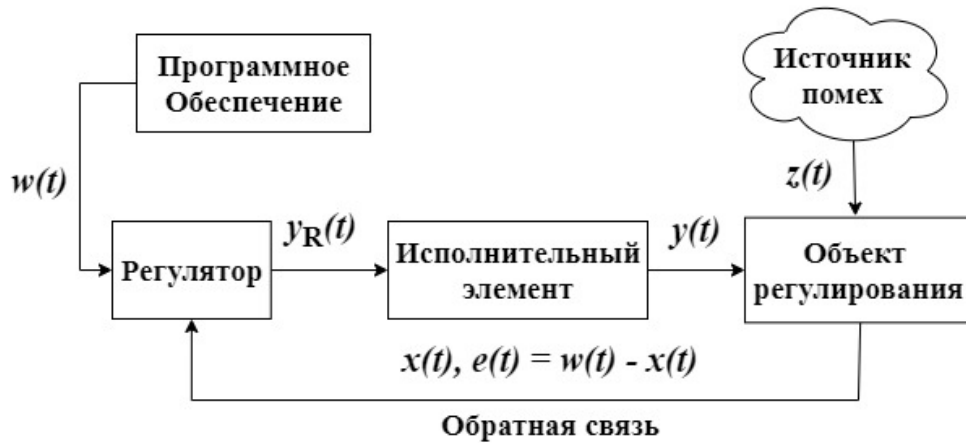 Программное
Обеспечение
Источник
помех
w(t)
z(t)
Регулятор
y_R(t)
Исполнительный
элемент
y(t)
Объект
регулирования
x(t), e(t) = w(t) - x(t)
Обратная связь